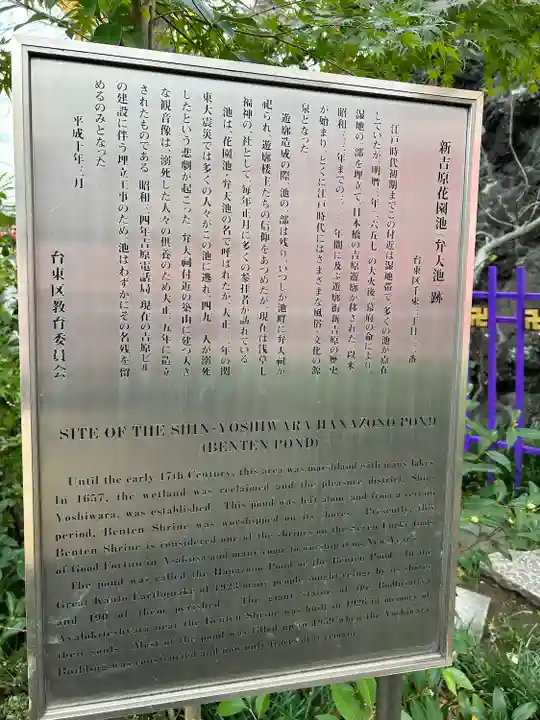 新吉原花園池(弁天池)跡
台東区千束三丁目
江戸時代初期までこの付近は湿地帯で、多くの池が点在
していたが、明暦三年(一六五七)の大火後、幕府の命により、
湿地の一部を埋立て、日本橋の吉原遊廓が移された。以来、
昭和三十三年までの三〇〇年間に及ぶ遊廓街新吉原の歴史
が始まり、とくに江戸時代にはさまざまな風俗・文化の源
泉となった。
遊廓造成の際、池の一部は残り、いつしか池畔に弁天祠が
祀られ、遊廓楼主たちの信仰をあつめたが、現在は浅草七
福神の一社として、毎年正月に多くの参拝者が訪れている。
池は、花園池・弁天池の名で呼ばれたが、大正十二年の関
東大震災では多くの人々がこの池に逃れ、四九〇人が溺死
したという悲劇が起こった。弁天祠付近の築山に建つ大き
な観音像は、溺死した人々の供養のため大正十五年に造立
されたものである。昭和三四年吉原電話局(現在の吉原ビル)
の建設に伴う埋立工事のため、池はわずかにその名残を留
めるのみとなった。
平成十年三月
台東区教育委員会
SITE OF THE SHIN-YOSHIWARA HANAZONO POND
(BENTEN POND)
Until the early 17th Century, this area was marshland with many lakes.
In 1657, the wetland was reclaimed and the pleasure district, Shin-
Yoshiwara, was established. This pond was left alone and from a certain
period, Benten Shrine was worshipped on its shores. Presently, this
Benten Shrine is considered one of the shrines on the Seven Lucky Gods
of Good Fortune in Asakusa and many come to worship at New Year's.
The pond was called the Hanazono Pond or the Benten Pond. In the
Great Kanto Earthquake of 1923 many people sought refuge by its shores
and 490 of them perished. The giant statue of the Bodhisattva
Avalokiteshvara near the Benten Shrine was built in 1926 in memory of
their souls. Most of the pond was filled up in 1959 when the Yoshiwara
Building was constructed and now only traces of it remain.